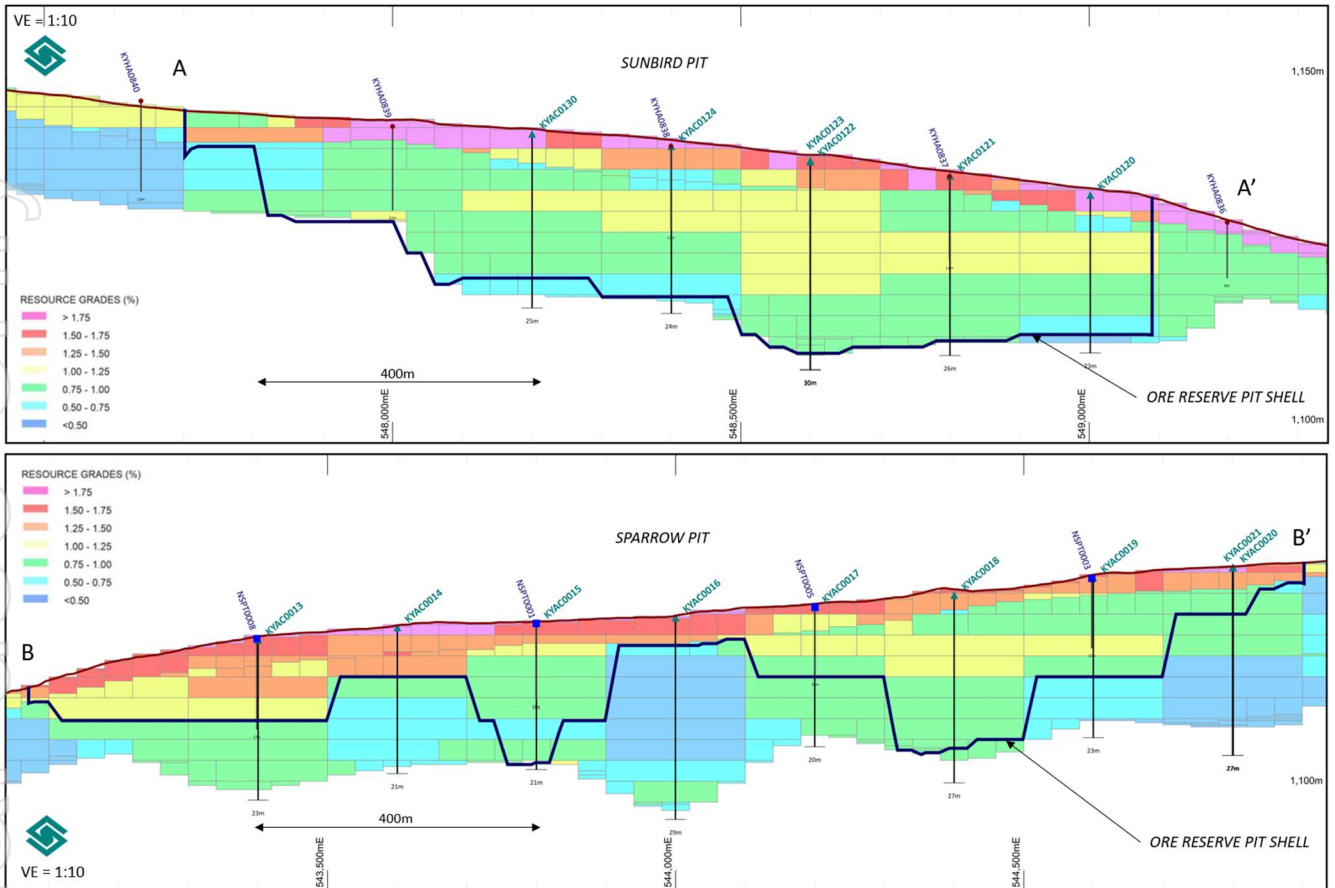 VE = 1:10
A
SUNBIRD PIT
1,150m
KYHA0840
KYHA0839
KYAC0130
KYHA0838
KYAC0124
KYAC0123
KYAC0122
KYHA0837
KYAC0121
KYAC0120
KYHA0836
A'
RESOURCE GRADES (%)
> 1.75
1.50 - 1.75
1.25 - 1.50
1.00 - 1.25
0.75 - 1.00
0.50 - 0.75
<0.50
25m
24m
30m
26m
23m
400m
ORE RESERVE PIT SHELL
548,000mE
548,500mE
549,000mE
1,100m
RESOURCE GRADES (%)
> 1.75
1.50 - 1.75
1.25 - 1.50
1.00 - 1.25
0.75 - 1.00
0.50 - 0.75
<0.50
SPARROW PIT
B
B'
NSPT0008
KYAC0013
KYAC0014
NSPT0001
KYAC0015
KYAC0016
NSPT0005
KYAC0017
KYAC0018
NSPT0003
KYAC0019
KYAC0021
KYAC0020
23m
21m
21m
29m
20m
27m
23m
27m
1,100m
400m
ORE RESERVE PIT SHELL
543,500mE
544,000mE
544,500mE
VE = 1:10